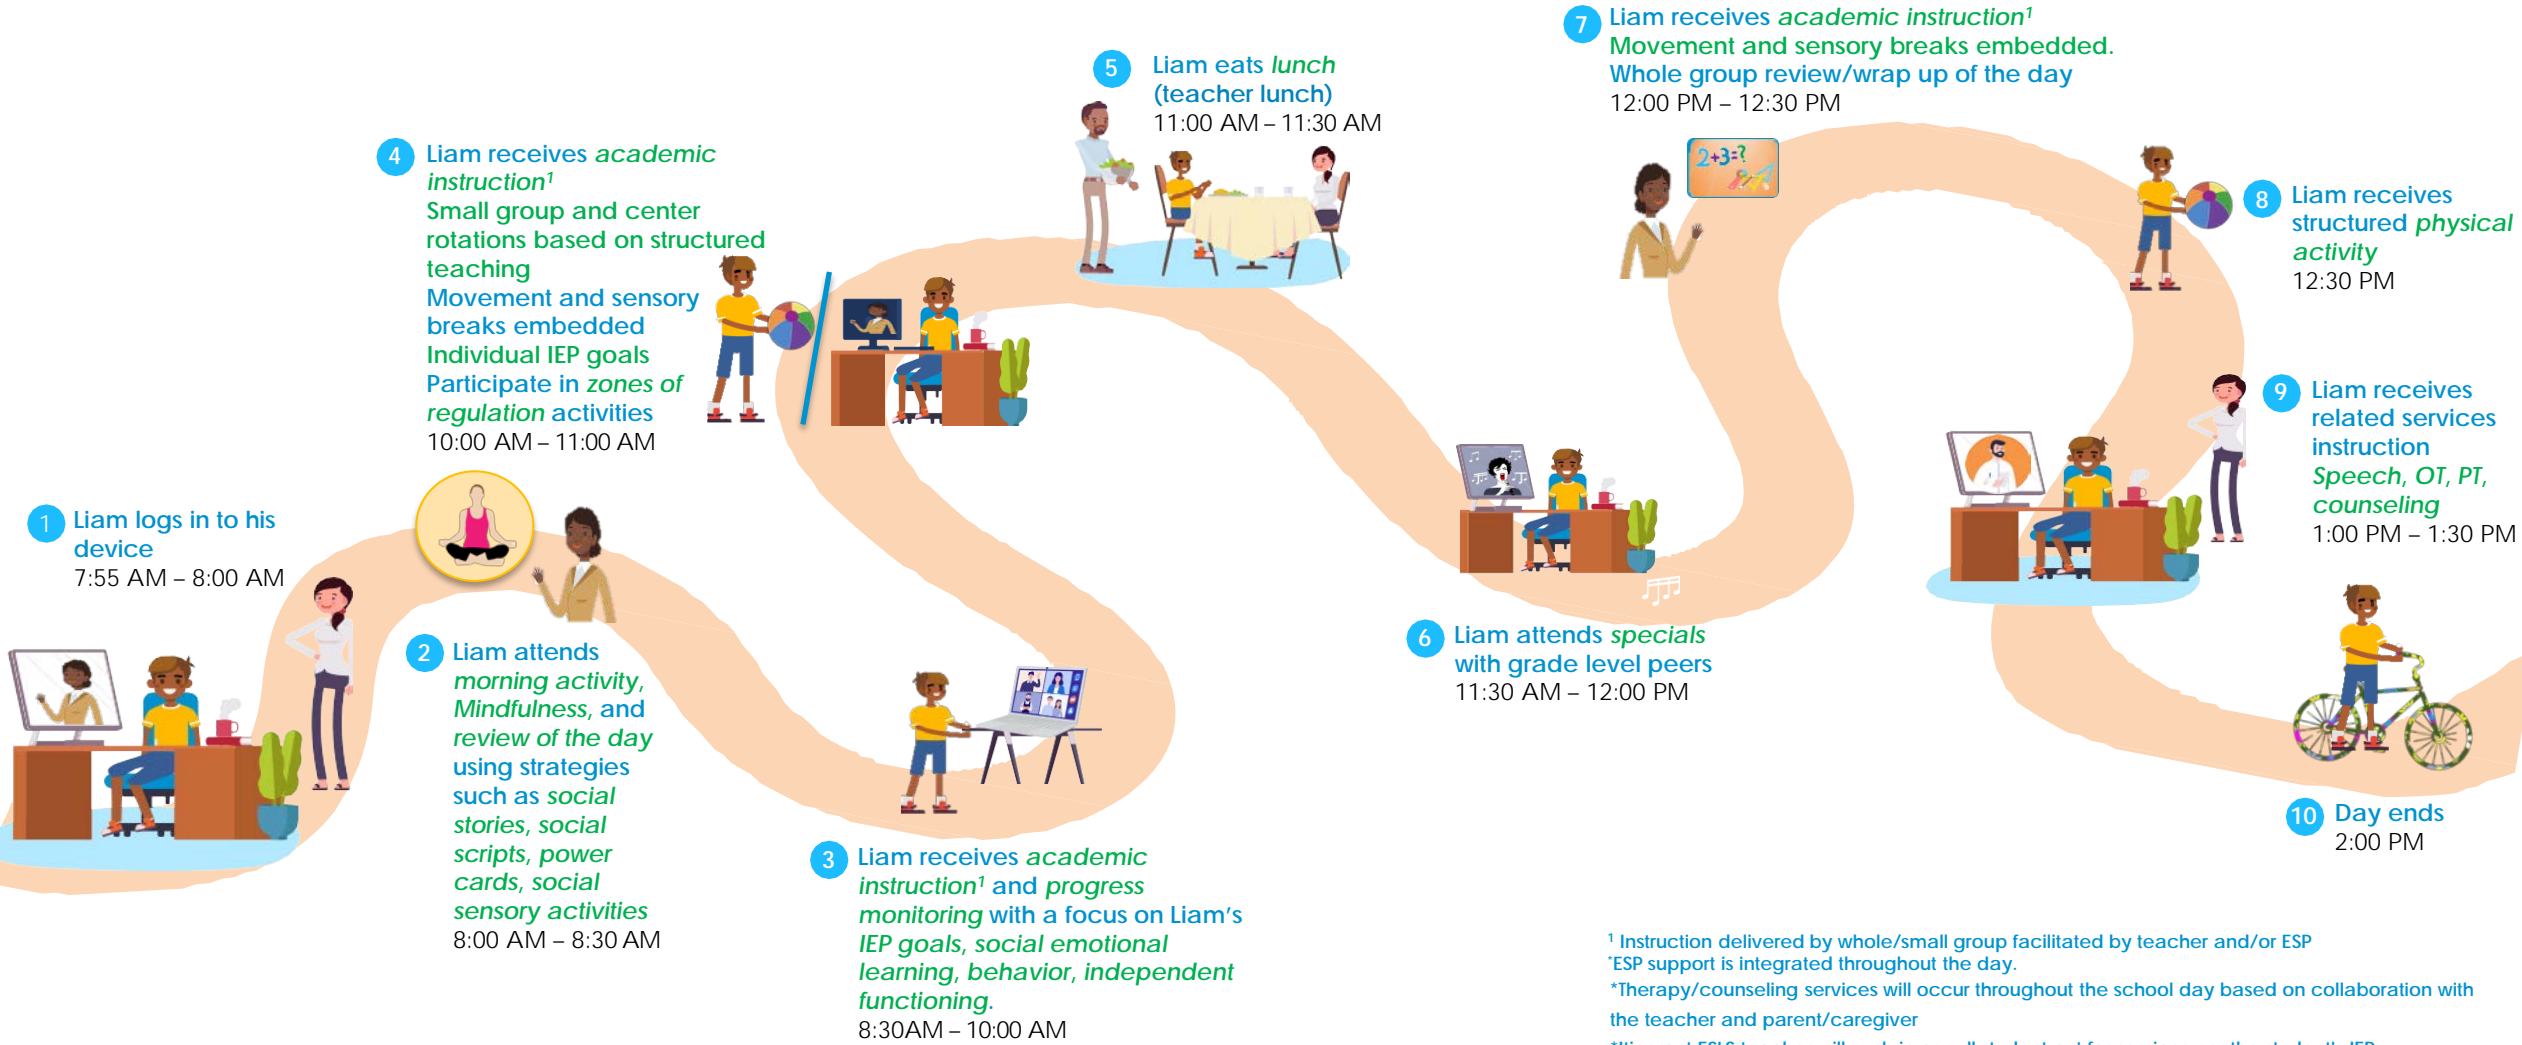 1
Liam logs in to his
device
7:55 AM – 8:00 AM
2
Liam attends
morning activity,
Mindfulness, and
review of the day
using strategies
such as social
stories, social
scripts, power
cards, social
sensory activities
8:00 AM – 8:30 AM
3
Liam receives academic
instruction¹ and progress
monitoring with a focus on Liam's
IEP goals, social emotional
learning, behavior, independent
functioning.
8:30AM – 10:00 AM
4
Liam receives academic
instruction¹
Small group and center
rotations based on structured
teaching
Movement and sensory
breaks embedded
Individual IEP goals
Participate in zones of
regulation activities
10:00 AM – 11:00 AM
5
Liam eats lunch
(teacher lunch)
11:00 AM – 11:30 AM
6
Liam attends specials
with grade level peers
11:30 AM – 12:00 PM
7
Liam receives academic instruction¹
Movement and sensory breaks embedded.
Whole group review/wrap up of the day
12:00 PM – 12:30 PM
2+3=?
8
Liam receives
structured physical
activity
12:30 PM
9
Liam receives
related services
instruction
Speech, OT, PT,
counseling
1:00 PM – 1:30 PM
10
Day ends
2:00 PM
¹ Instruction delivered by whole/small group facilitated by teacher and/or ESP
*ESP support is integrated throughout the day.
*Therapy/counseling services will occur throughout the school day based on collaboration with
the teacher and parent/caregiver